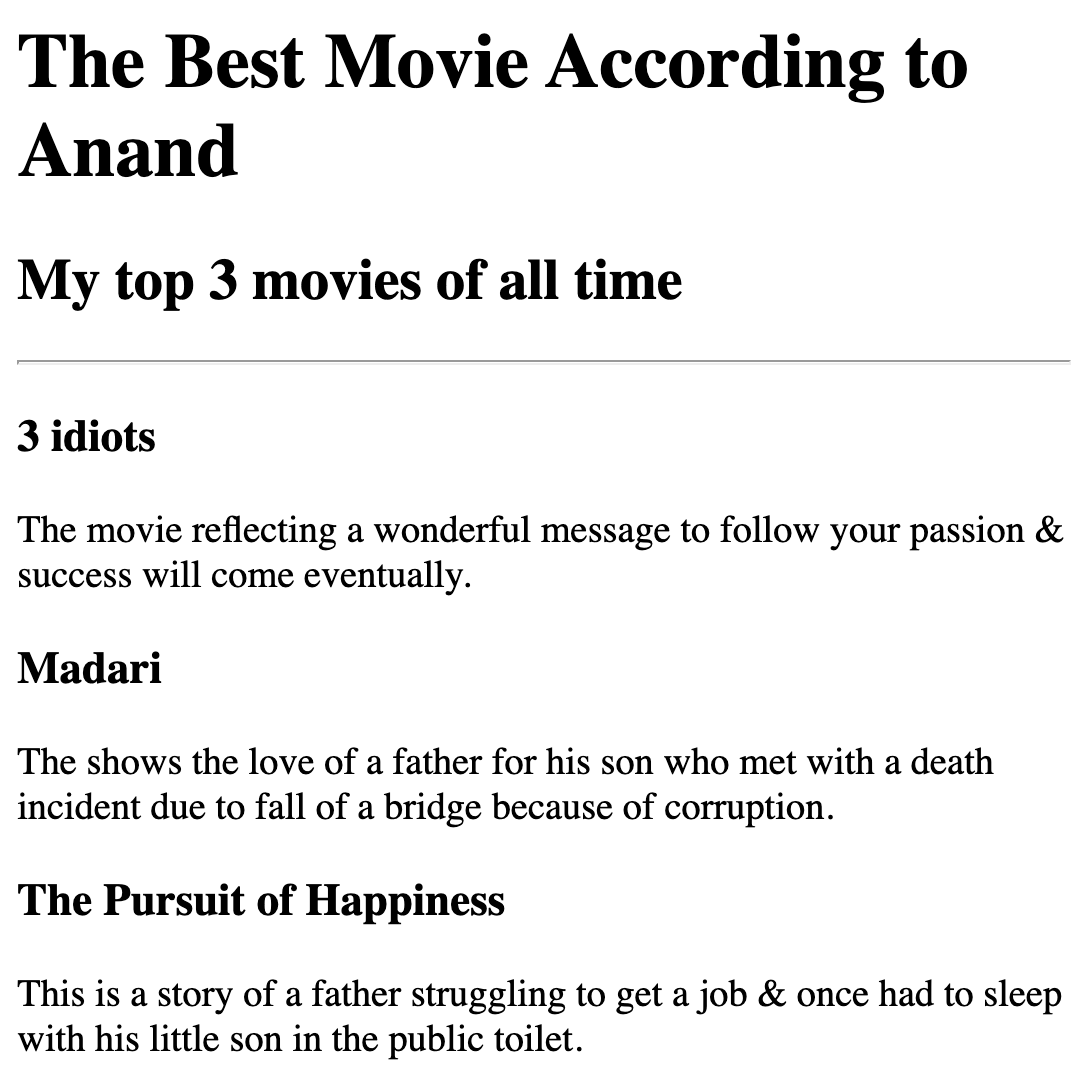 The Best Movie According to
Anand
My top 3 movies of all time
3 idiots
The movie reflecting a wonderful message to follow your passion &
success will come eventually.
Madari
The shows the love of a father for his son who met with a death
incident due to fall of a bridge because of corruption.
The Pursuit of Happiness
This is a story of a father struggling to get a job & once had to sleep
with his little son in the public toilet.